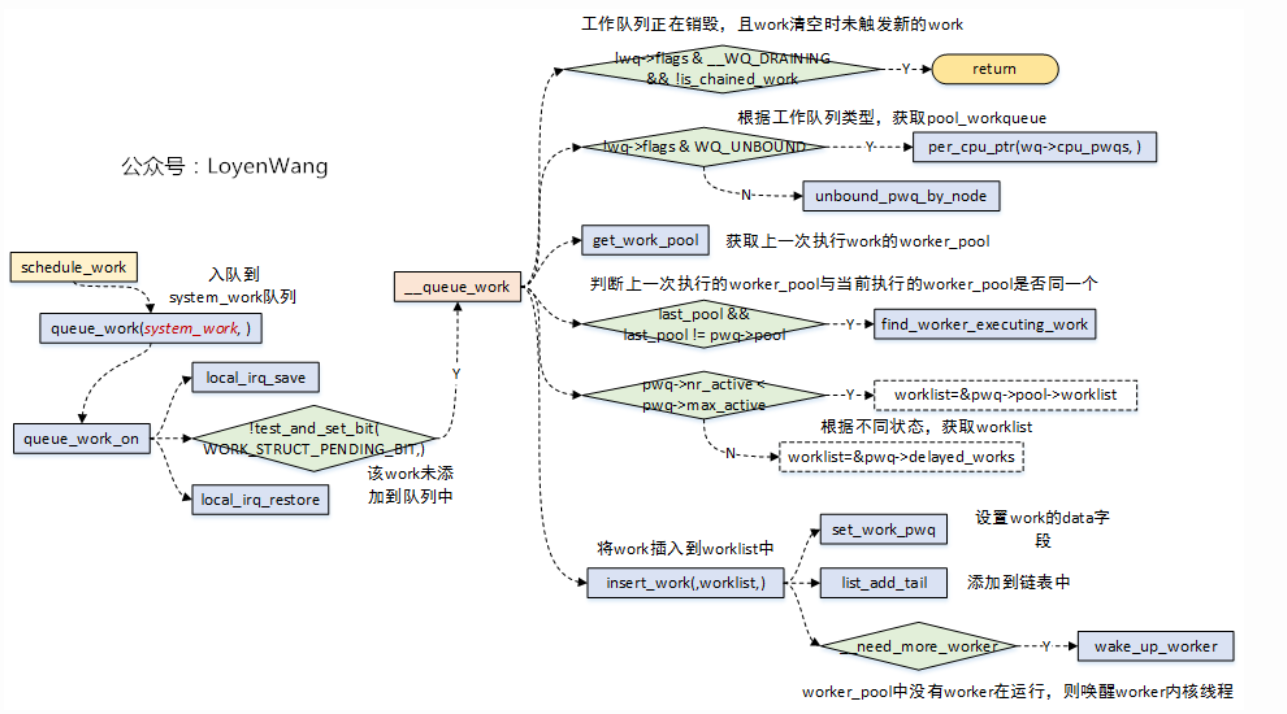 工作队列正在销毁，且work清空时未触发新的work
!wq->flags & __WQ_DRAINING
&& !is_chained_work
Y
return
根据工作队列类型，获取pool_workqueue
!wq->flags & WQ_UNBOUND
Y
per_cpu_ptr(wq->cpu_pwqs, )
N
unbound_pwq_by_node
公众号：LoyenWang
get_work_pool
获取上一次执行work的worker_pool
schedule_work
入队到
system_work队列
queue_work(system_work, )
__queue_work
判断上一次执行的worker_pool与当前执行的worker_pool是否同一个
last_pool &&
last_pool != pwq->pool
Y
find_worker_executing_work
local_irq_save
Y
pwq->nr_active <
pwq->max_active
Y
worklist=&pwq->pool->worklist
根据不同状态，获取worklist
N
worklist=&pwq->delayed_works
queue_work_on
!test_and_set_bit(
WORK_STRUCT_PENDING_BIT,)
该work未添
加到队列中
local_irq_restore
将work插入到worklist中
insert_work(,worklist,)
set_work_pwq
设置work的data字
段
list_add_tail
添加到链表中
__need_more_worker
Y
wake_up_worker
worker_pool中没有worker在运行，则唤醒worker内核线程